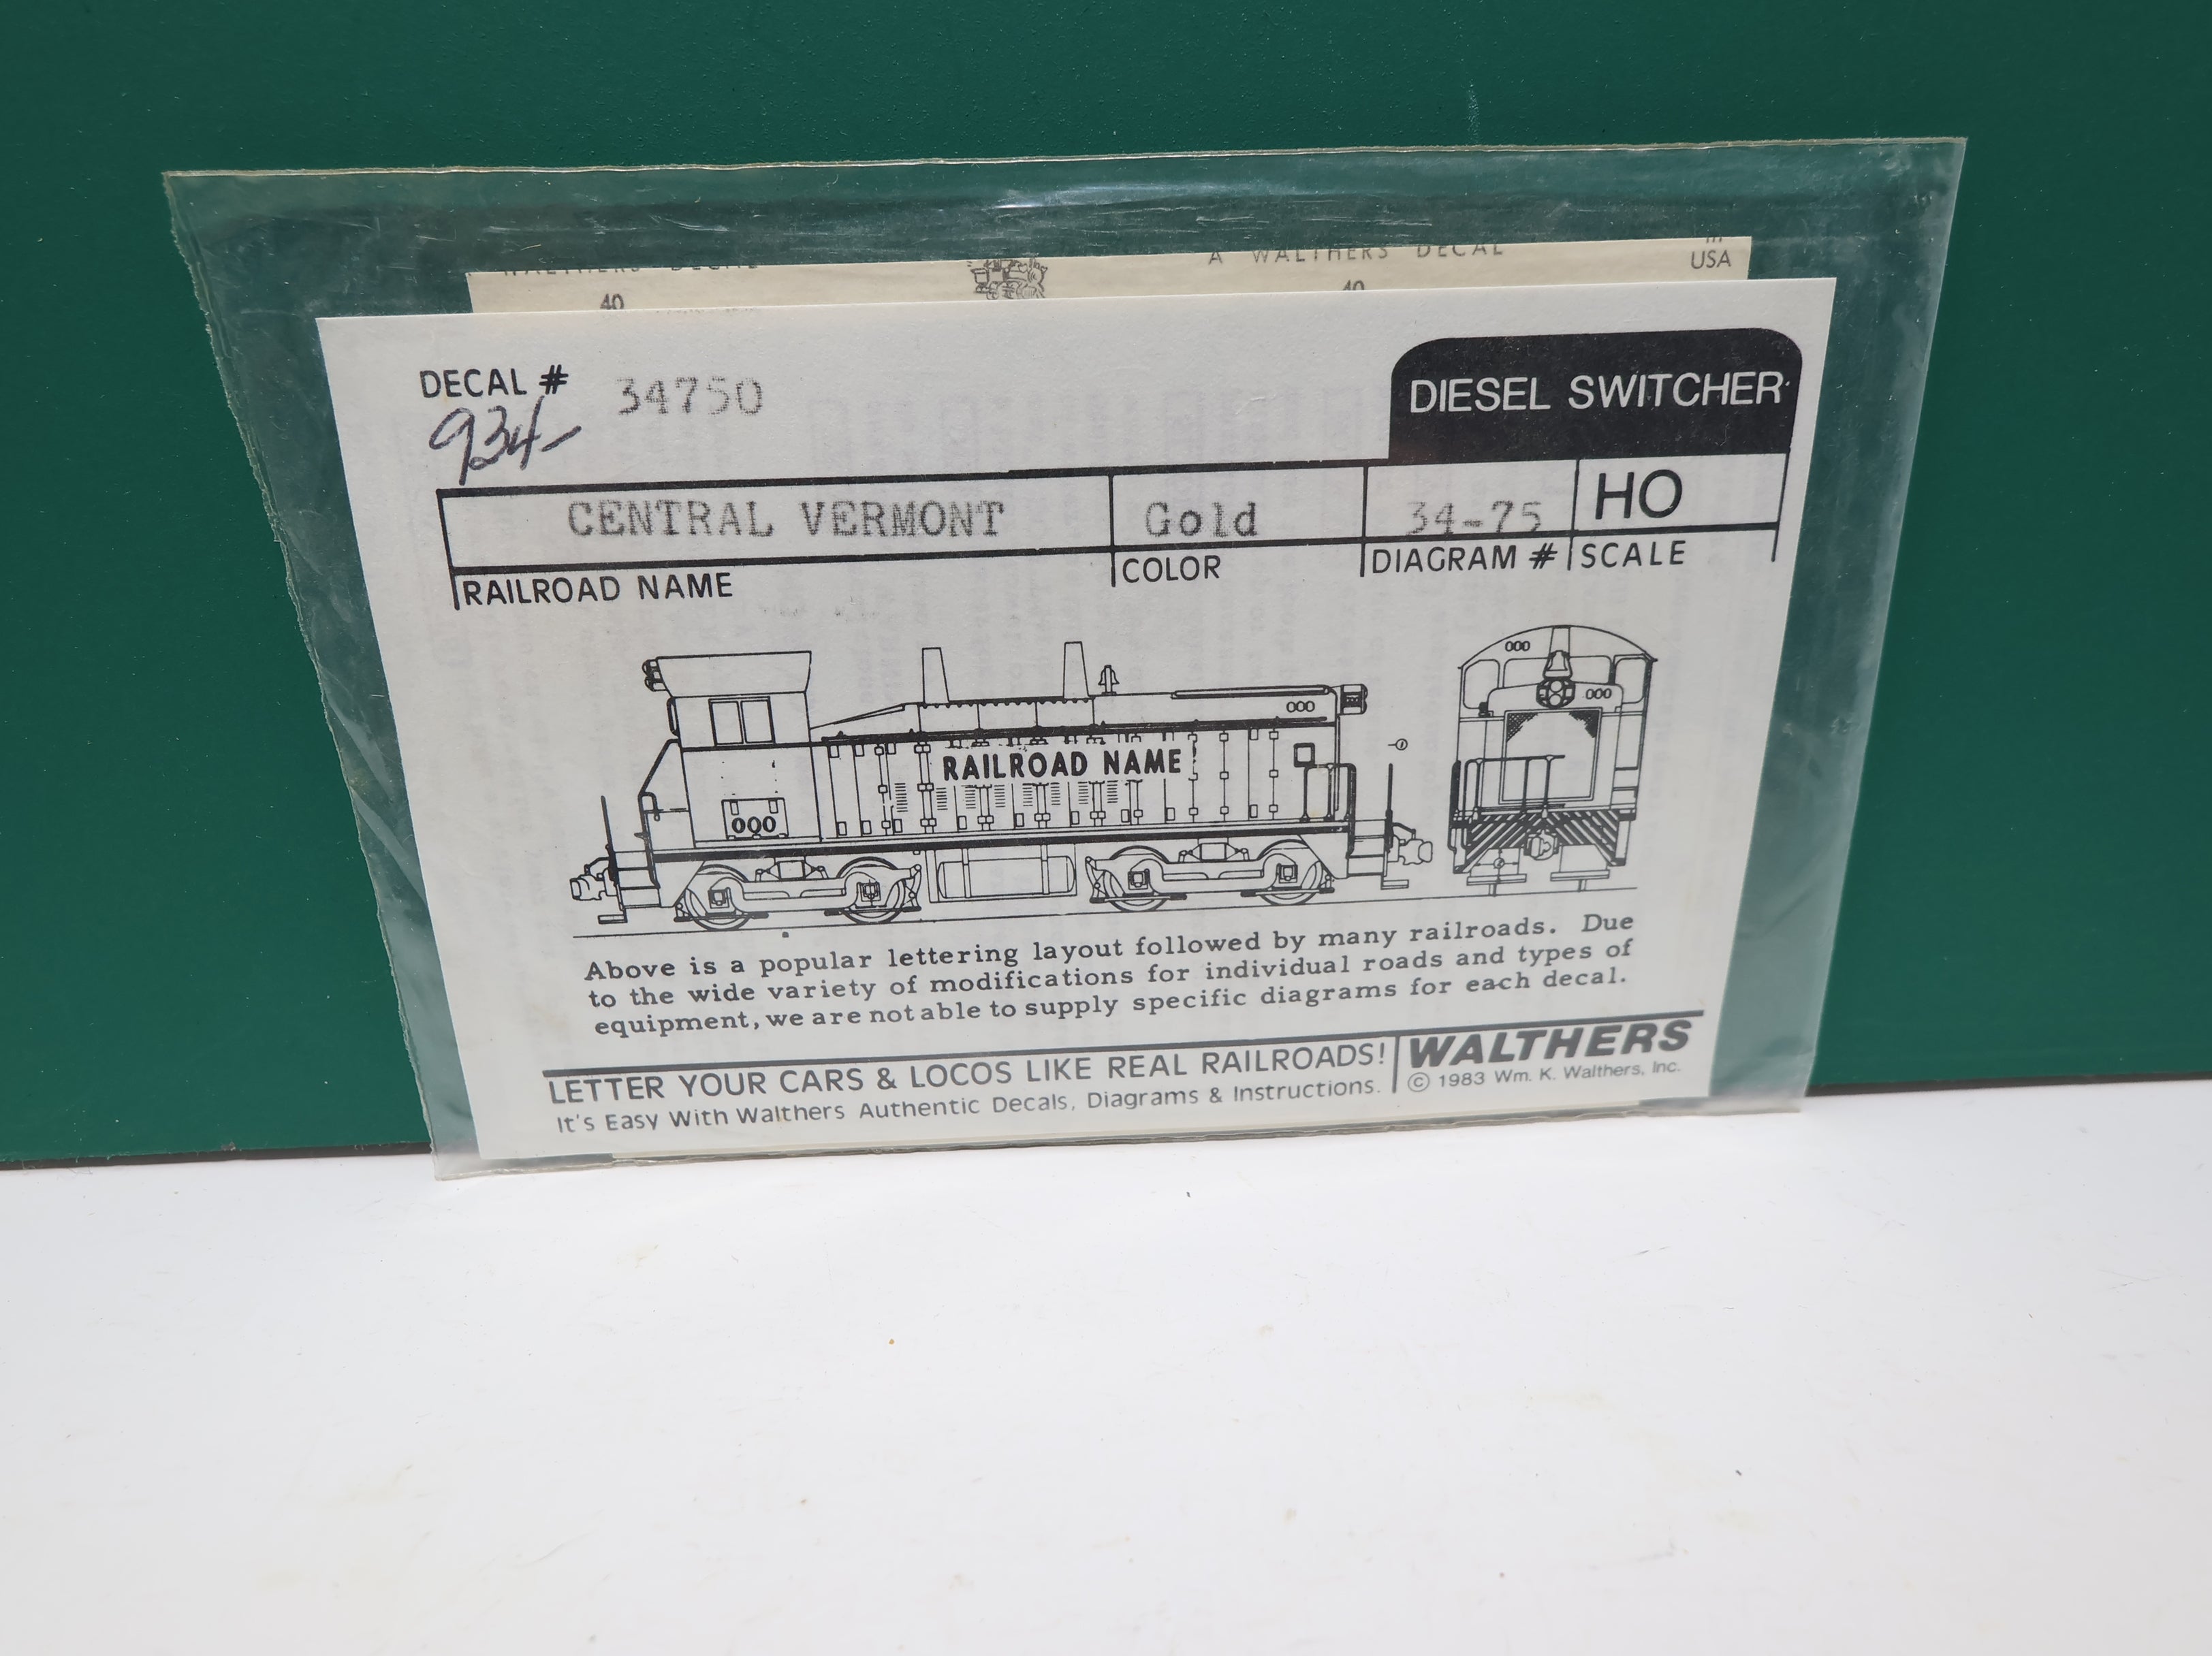 WALTHERS DECAL
A WALTHERS DECAL
USA
40
40
DECAL # 34750
934-
DIESEL SWITCHER
CENTRAL VERMONT Gold 34-75 HO
RAILROAD NAME COLOR DIAGRAM # SCALE
000
000
000
RAILROAD NAME
000
Above is a popular lettering layout followed by many railroads. Due
to the wide variety of modifications for individual roads and types of
equipment, we are not able to supply specific diagrams for each decal.
LETTER YOUR CARS & LOCOS LIKE REAL RAILROADS!
It's Easy With Walthers Authentic Decals, Diagrams & Instructions.
WALTHERS
© 1983 Wm. K. Walthers, Inc.